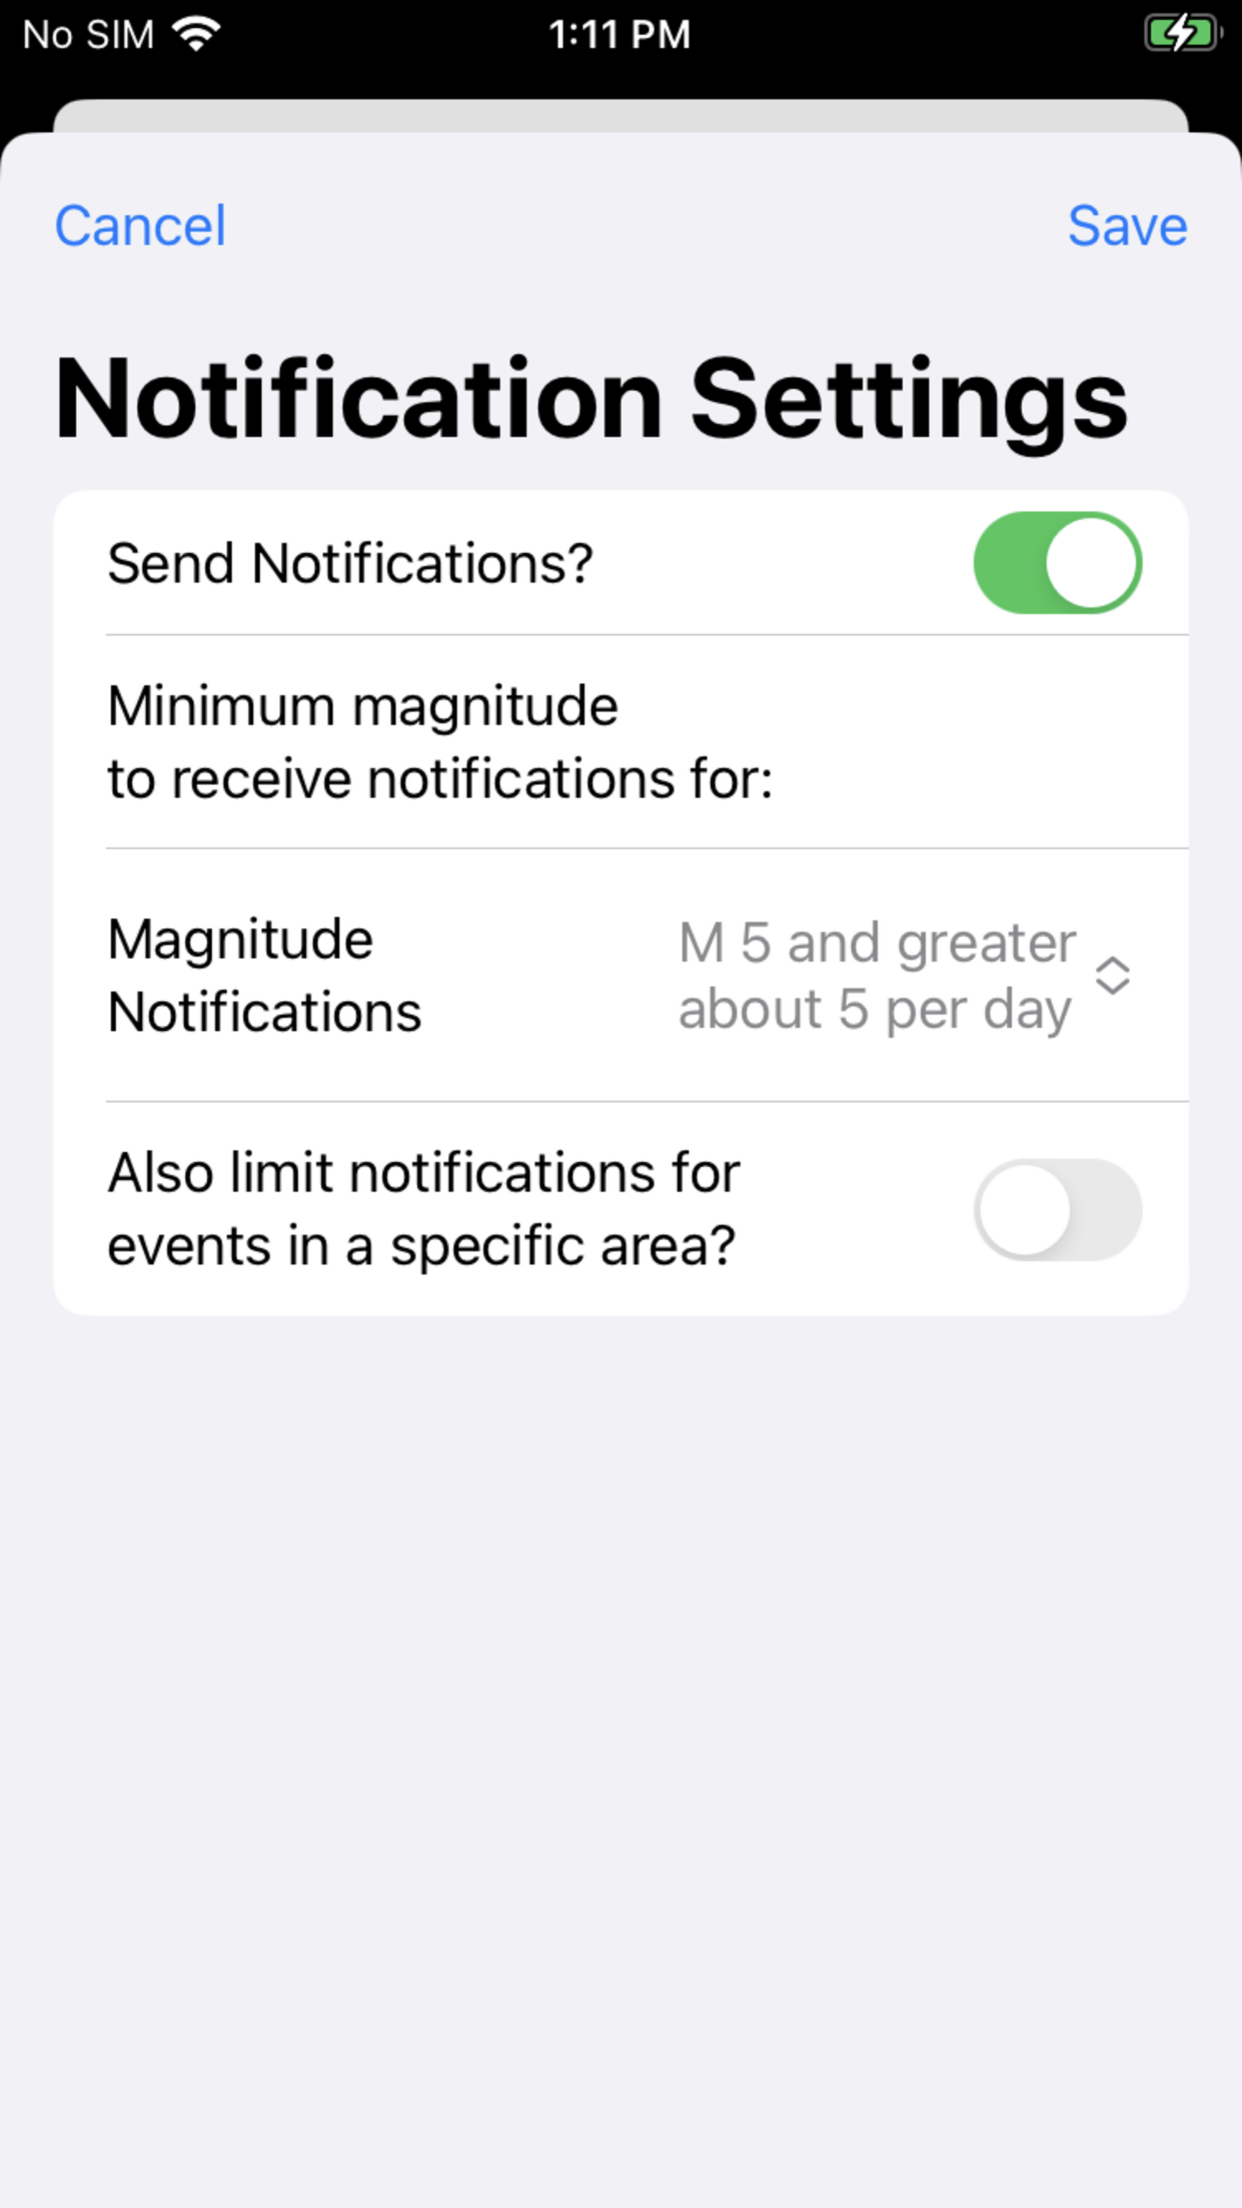 No SIM
1:11 PM
Cancel
Save
Notification Settings
Send Notifications?
Minimum magnitude
to receive notifications for:
Magnitude
Notifications
M 5 and greater
about 5 per day
Also limit notifications for
events in a specific area?